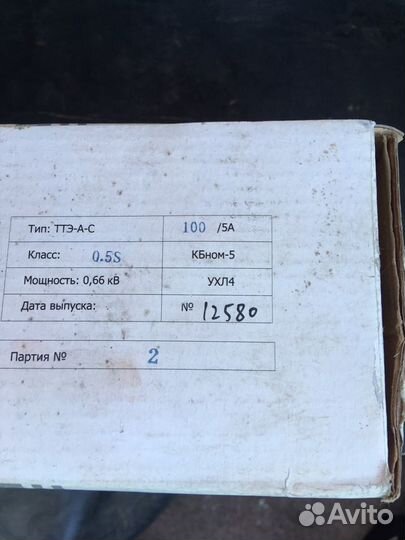 Тип: ТТЭ-А-С 100 /5А
Класс: 0.5S КБном-5
Мощность: 0,66 кВ УХЛ4
Дата выпуска: № 12580
Партия № 2
Avito